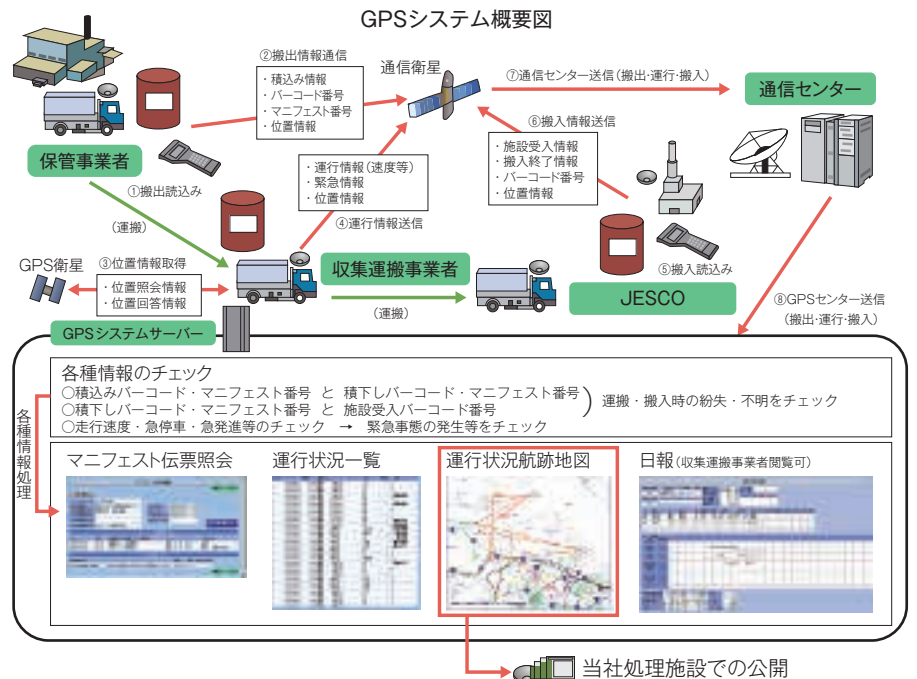 GPSシステム概要図
②搬出情報通信
・積込み情報
・バーコード番号
・マニフェスト番号
・位置情報
通信衛星
⑦通信センター送信(搬出・運行・搬入)
通信センター
保管事業者
①搬出読込み
(運搬)
・運行情報(速度等)
・緊急情報
・位置情報
④運行情報送信
⑥搬入情報送信
・施設受入情報
・搬入終了情報
・バーコード番号
・位置情報
GPS衛星
③位置情報取得
・位置照会情報
・位置回答情報
収集運搬事業者
(運搬)
⑤搬入読込み
JESCO
⑧GPSセンター送信
(搬出・運行・搬入)
GPSシステムサーバー
各種情報のチェック
○積込みバーコード・マニフェスト番号 と 積下しバーコード・マニフェスト番号
○積下しバーコード・マニフェスト番号 と 施設受入バーコード番号
運搬・搬入時の紛失・不明をチェック
○走行速度・急停車・急発進等のチェック → 緊急事態の発生等をチェック
各種情報処理
マニフェスト伝票照会
運行状況一覧
運行状況航跡地図
日報(収集運搬事業者閲覧可)
当社処理施設での公開